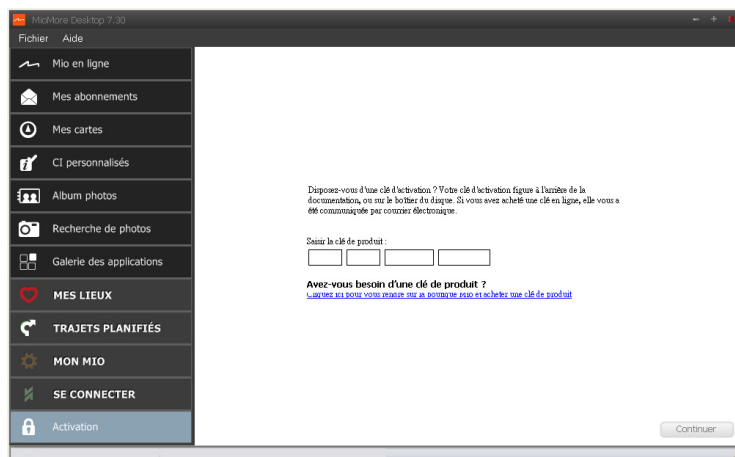 MioMore Desktop 7.30
Fichier Aide
Mio en ligne
Mes abonnements
Mes cartes
CI personnalisés
Album photos
Recherche de photos
Galerie des applications
MES LIEUX
TRAJETS PLANIFIÉS
MON MIO
SE CONNECTER
Activation
Disposez-vous d'une clé d'activation ? Votre clé d'activation figure à l'arrière de la
documentation, ou sur le boîtier du disque. Si vous avez acheté une clé en ligne, elle vous a
été communiquée par courrier électronique.
Saisir la clé de produit :
Avez-vous besoin d'une clé de produit ?
Cliquez ici pour vous rendre sur la boutique Mio et acheter une clé de produit
Continuer